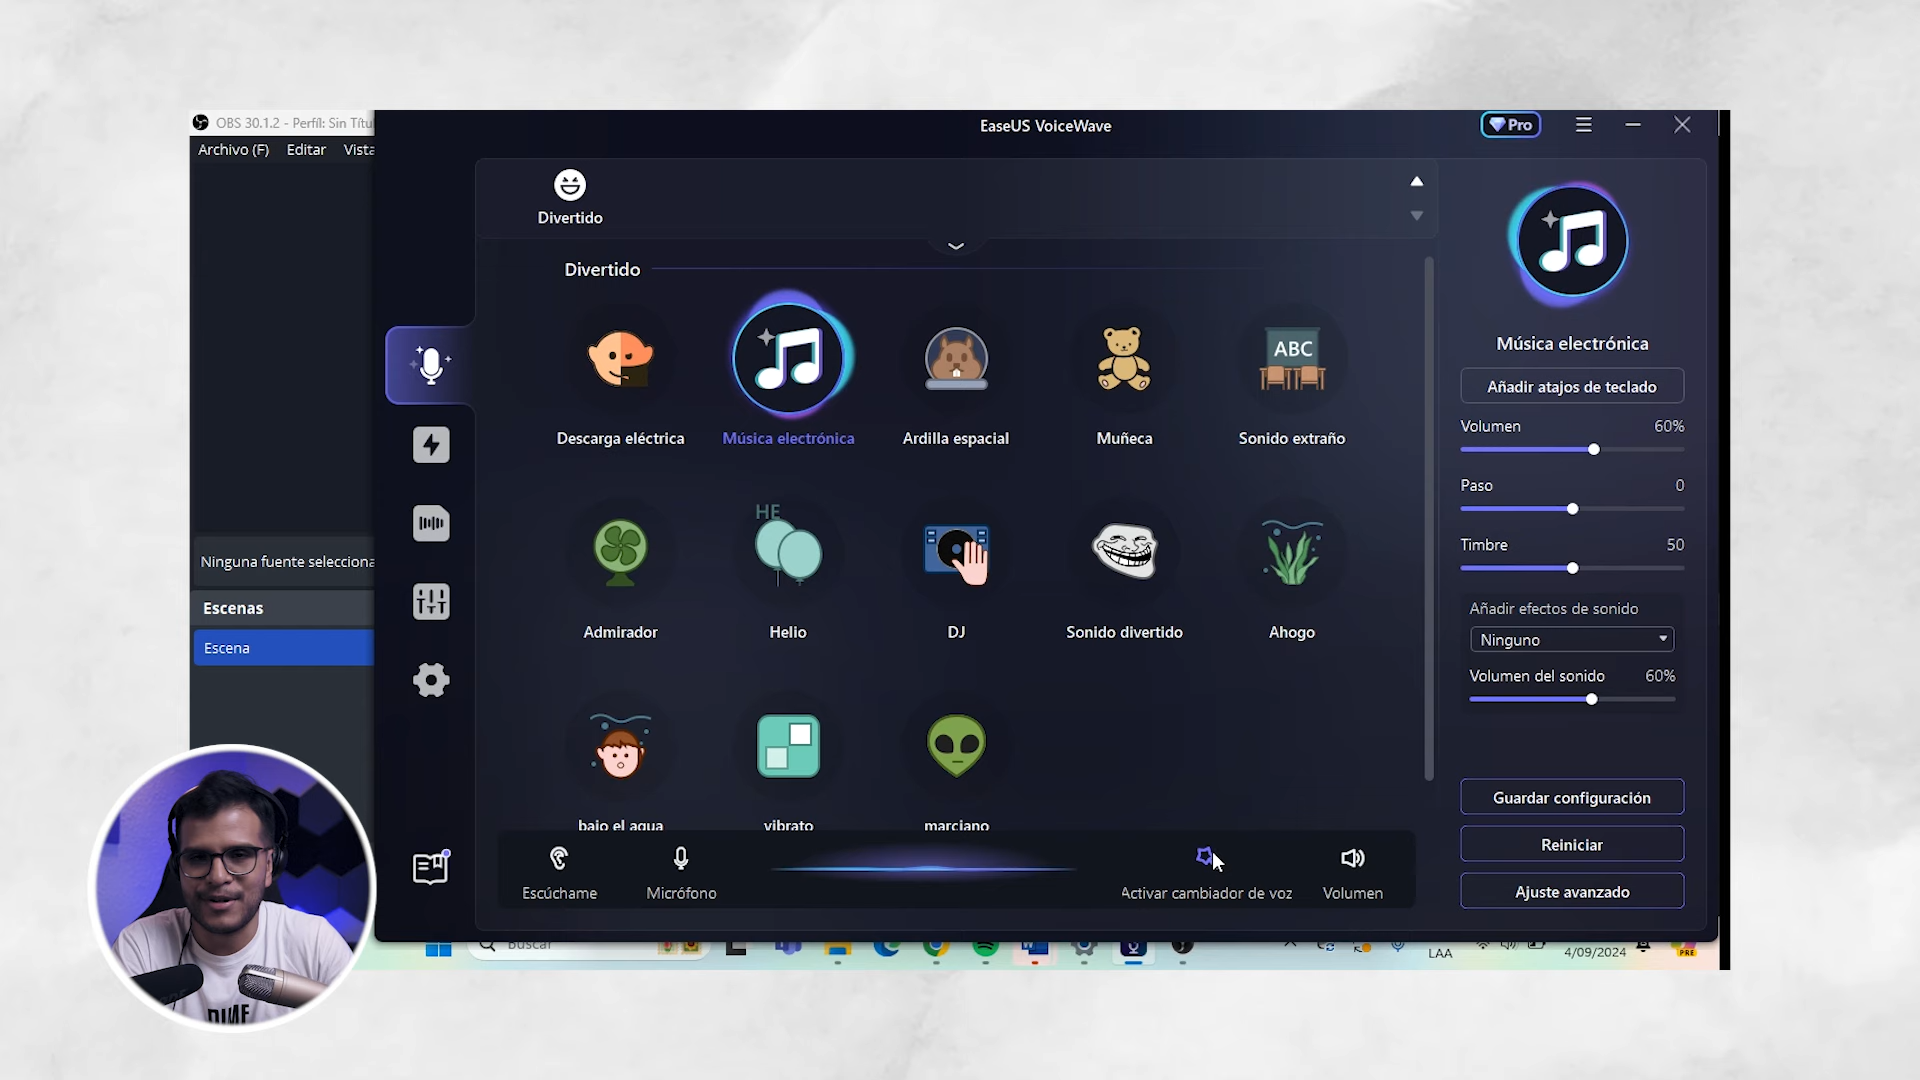 OBS 30.1.2 - Perfil: Sin Títu
Archivo (F) Editar Vista
EaseUS VoiceWave
Pro
Divertido
Divertido
Descarga eléctrica
Música electrónica
Ardilla espacial
Muñeca
ABC
Sonido extraño
Admirador
HE
Helio
DJ
Sonido divertido
Ahogo
bajo el agua
vibrato
marciano
Escúchame
Micrófono
Activar cambiador de voz
Volumen
Música electrónica
Añadir atajos de teclado
Volumen 60%
Paso 0
Timbre 50
Añadir efectos de sonido
Ninguno
Volumen del sonido 60%
Guardar configuración
Reiniciar
Ajuste avanzado
Ninguna fuente selecciona
Escenas
Escena
Buscar
LAA
4/09/2024
PRE